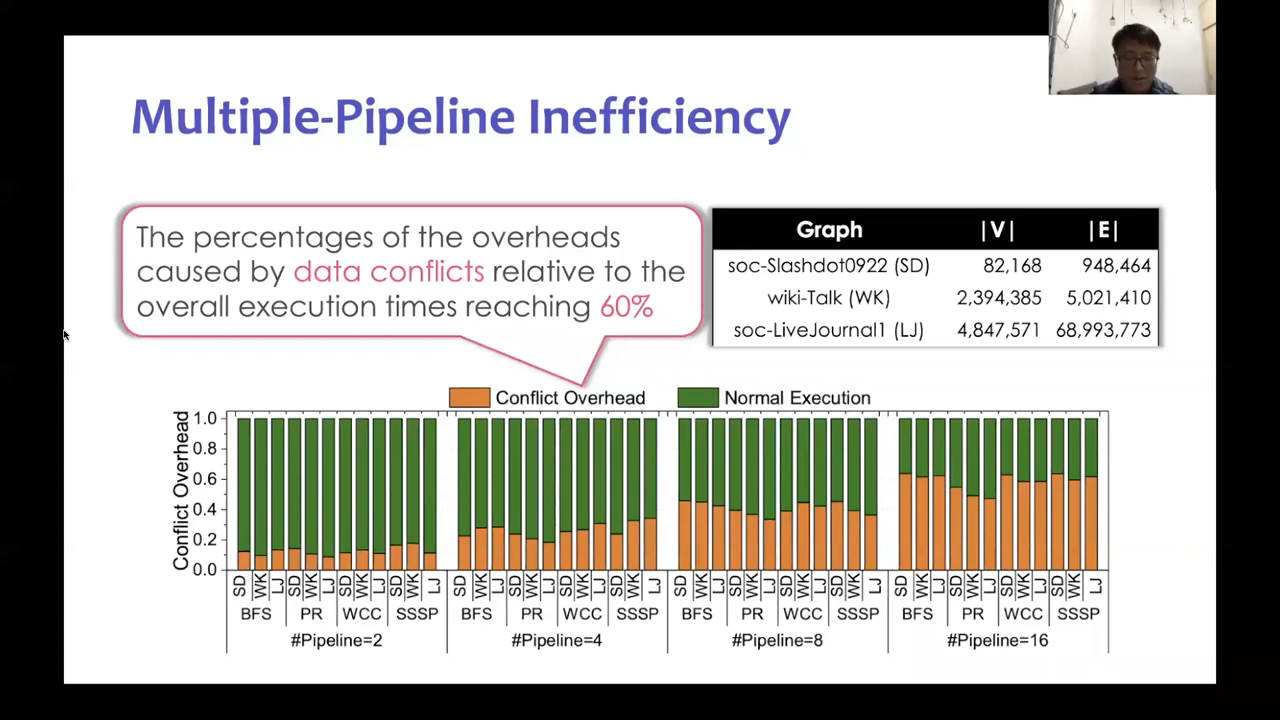 Multiple-Pipeline Inefficiency
The percentages of the overheads
caused by data conflicts relative to the
overall execution times reaching 60%
Graph |V| |E|
soc-Slashdot0922 (SD) 82,168 948,464
wiki-Talk (WK) 2,394,385 5,021,410
soc-LiveJournal1 (LJ) 4,847,571 68,993,773
Conflict Overhead Normal Execution
Conflict Overhead
1.0
0.8
0.6
0.4
0.2
0.0
SD WK LJ SD WK LJ SD WK LJ SD WK LJ SD WK LJ SD WK LJ SD WK LJ SD WK LJ SD WK LJ SD WK LJ SD WK LJ SD WK LJ SD WK LJ SD WK LJ SD WK LJ SD WK LJ
BFS PR WCC SSSP BFS PR WCC SSSP BFS PR WCC SSSP BFS PR WCC SSSP
#Pipeline=2 #Pipeline=4 #Pipeline=8 #Pipeline=16